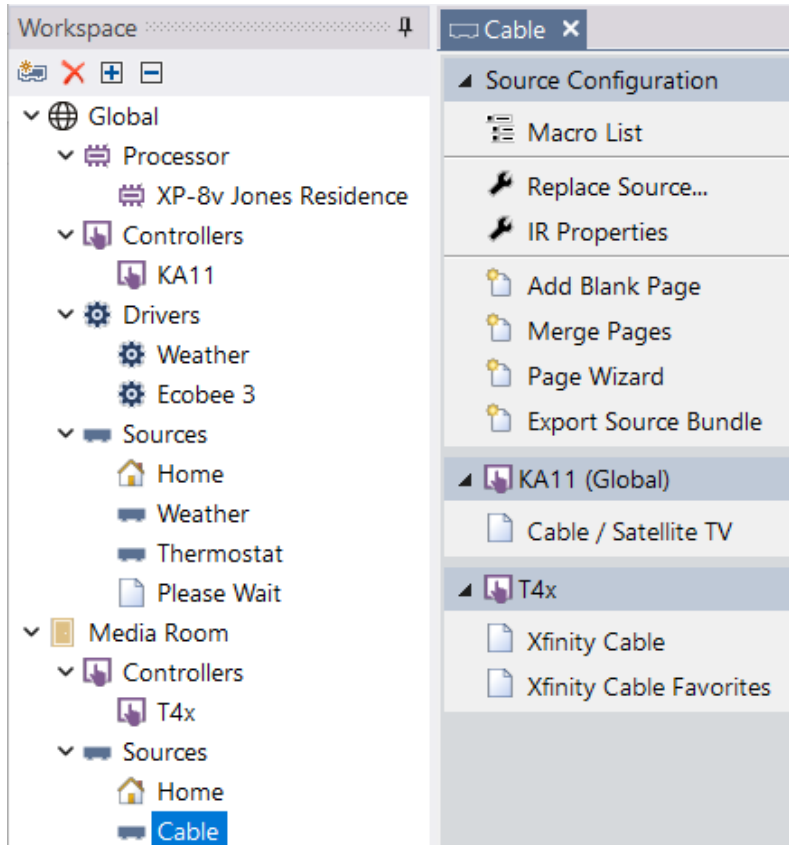 Workspace
Global
Processor
XP-8v Jones Residence
Controllers
KA11
Drivers
Weather
Ecobee 3
Sources
Home
Weather
Thermostat
Please Wait
Media Room
Controllers
T4x
Sources
Home
Cable
Cable
Source Configuration
Macro List
Replace Source...
IR Properties
Add Blank Page
Merge Pages
Page Wizard
Export Source Bundle
KA11 (Global)
Cable / Satellite TV
T4x
Xfinity Cable
Xfinity Cable Favorites